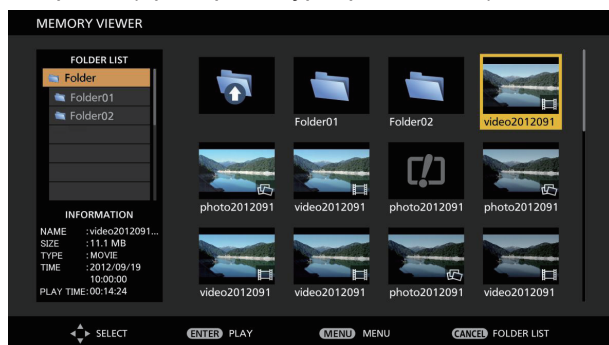 MEMORY VIEWER
FOLDER LIST
Folder
Folder01
Folder02
INFORMATION
NAME :video2012091...
SIZE :11.1 MB
TYPE :MOVIE
TIME :2012/09/19
10:00:00
PLAY TIME:00:14:24
Folder01
Folder02
video2012091
photo2012091
video2012091
photo2012091
photo2012091
video2012091
video2012091
photo2012091
video2012091
SELECT
ENTER PLAY
MENU MENU
CANCEL FOLDER LIST